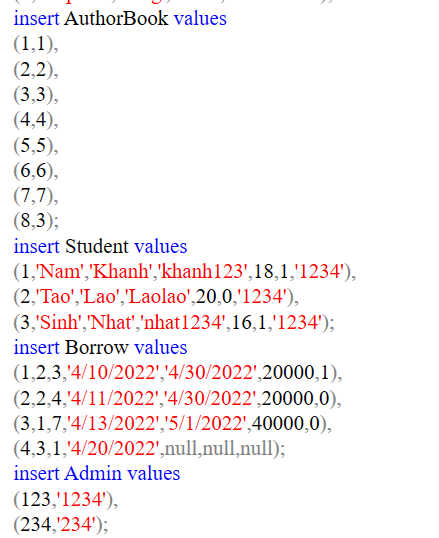 insert AuthorBook values
(1,1),
(2,2),
(3,3),
(4,4),
(5,5),
(6,6),
(7,7),
(8,3);
insert Student values
(1,'Nam','Khanh','khanh123',18,1,'1234'),
(2,'Tao','Lao','Laolao',20,0,'1234'),
(3,'Sinh','Nhat','nhat1234',16,1,'1234');
insert Borrow values
(1,2,3,'4/10/2022','4/30/2022',20000,1),
(2,2,4,'4/11/2022','4/30/2022',20000,0),
(3,1,7,'4/13/2022','5/1/2022',40000,0),
(4,3,1,'4/20/2022',null,null,null);
insert Admin values
(123,'1234'),
(234,'234');